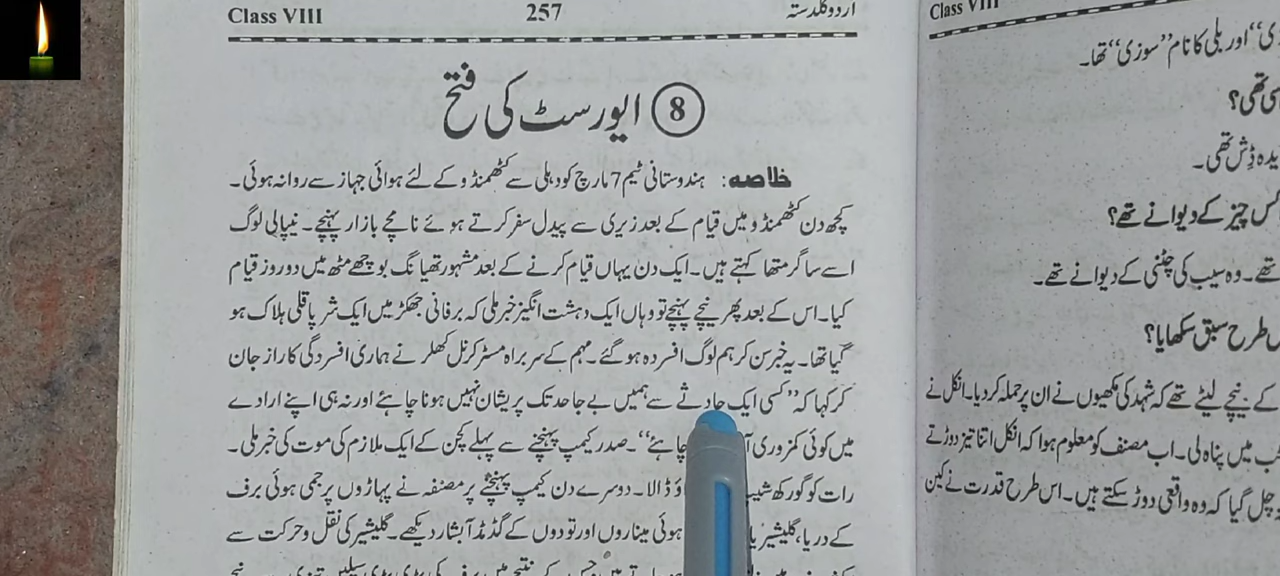 Class VIII 257 اردو گلدستہ
8 ایورسٹ کی فتح
خلاصہ: ہندوستانی ٹیم 7 مارچ کو دہلی سے کٹھمنڈو کے لئے ہوائی جہاز سے روانہ ہوئی۔
کچھ دن کٹھمنڈو میں قیام کے بعد زیری سے پیدل سفر کرتے ہوئے نامچے بازار پہنچے۔ نیپالی لوگ
اسے ساگر متھا کہتے ہیں۔ ایک دن یہاں قیام کرنے کے بعد مشہور تھیانگ بوچھے مٹھ میں دو روز قیام
کیا۔ اس کے بعد پھر نیچے پہنچے تو وہاں ایک دہشت انگیز خبر ملی کہ برفانی جھکڑ میں ایک شرپا قلی ہلاک ہو
گیا تھا۔ یہ خبر سن کر ہم لوگ افسردہ ہو گئے۔ مہم کے سربراہ مسٹر کرنل کھلر نے ہماری افسردگی کا راز جان
کر کہا کہ ”کسی ایک حادثے سے ہمیں بے جا حد تک پریشان نہیں ہونا چاہئے اور نہ ہی اپنے ارادے
میں کوئی کمزوری چاہئے“۔ صدر کیمپ پہنچنے سے پہلے کچن کے ایک ملازم کی موت کی خبر ملی۔
رات کو گورکھ ڈالا۔ دوسرے دن کیمپ پہنچنے پر مصنفہ نے پہاڑوں پر جمی ہوئی برف
کے دریا، گلیشیر ہوئی میناروں اور تودوں کے گڈمڈ آبشار دیکھے۔ گلیشیر کی نقل و حرکت سے
Class VIII
اور بلی کا نام ”سوزی“ تھا۔
تھی؟
ڈش تھی۔
کس چیز کے دیوانے تھے؟
تھے۔ وہ سیب کی چٹنی کے دیوانے تھے۔
طرح سبق سکھایا؟
کے نیچے لیٹے تھے کہ شہد کی مکھیوں نے ان پر حملہ کر دیا۔ انکل نے
میں پناہ لی۔ اب مصنف کو معلوم ہوا کہ انکل اتنا تیز دوڑتے
چل گیا کہ وہ واقعی دوڑ سکتے ہیں۔ اس طرح قدرت نے